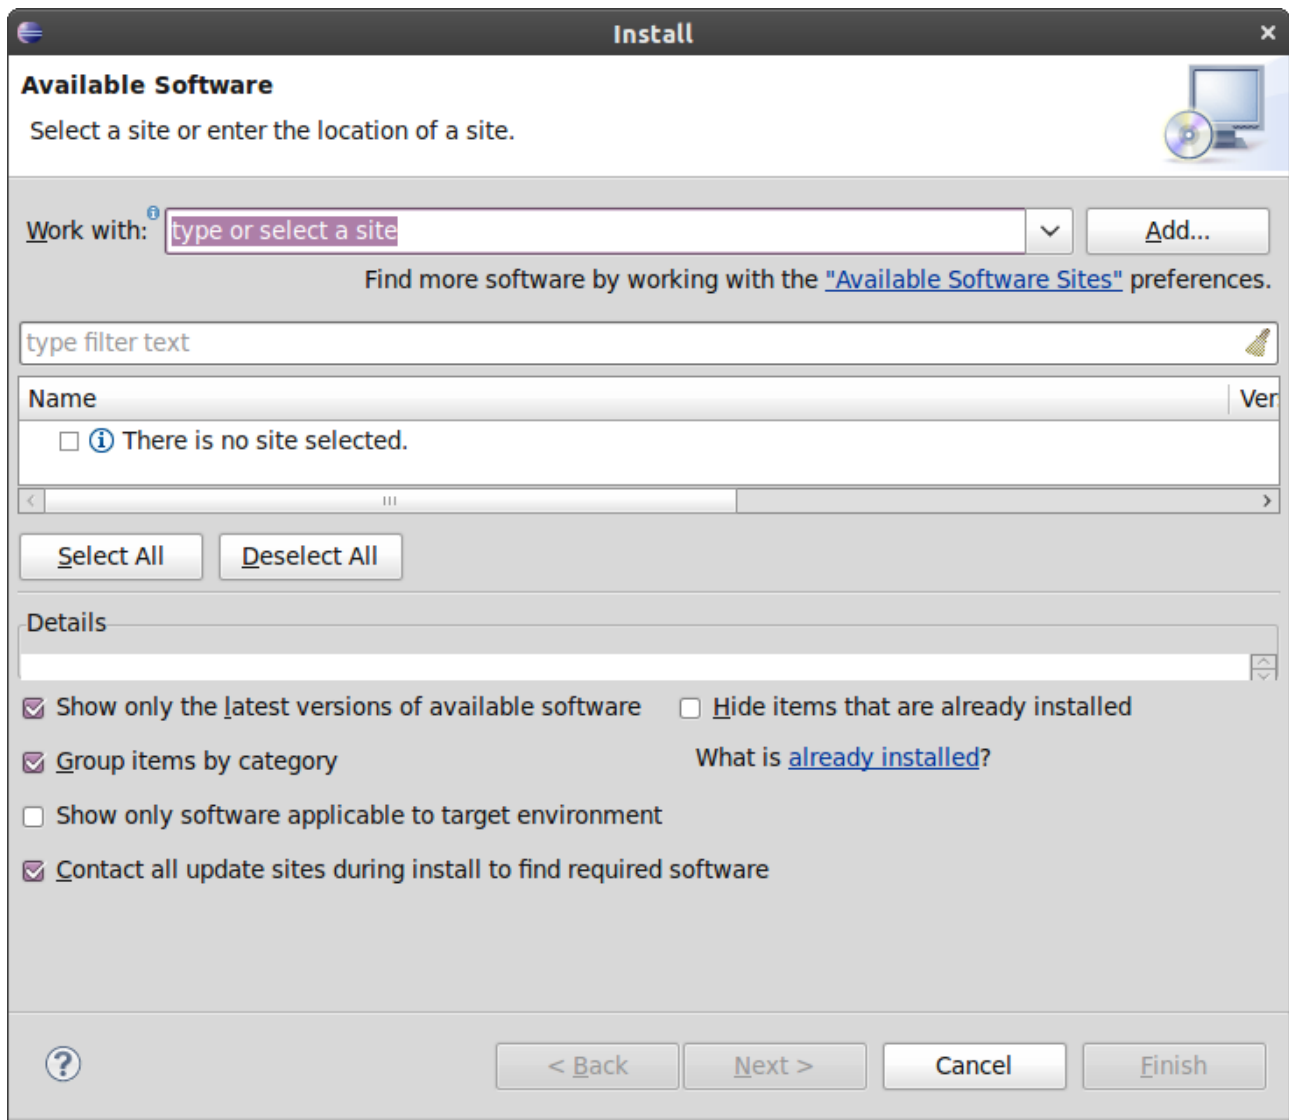 Install
Available Software
Select a site or enter the location of a site.
Work with: type or select a site Add...
Find more software by working with the "Available Software Sites" preferences.
type filter text
Name Ver
There is no site selected.
Select All Deselect All
Details
Show only the latest versions of available software Hide items that are already installed
Group items by category What is already installed?
Show only software applicable to target environment
Contact all update sites during install to find required software
< Back Next > Cancel Finish